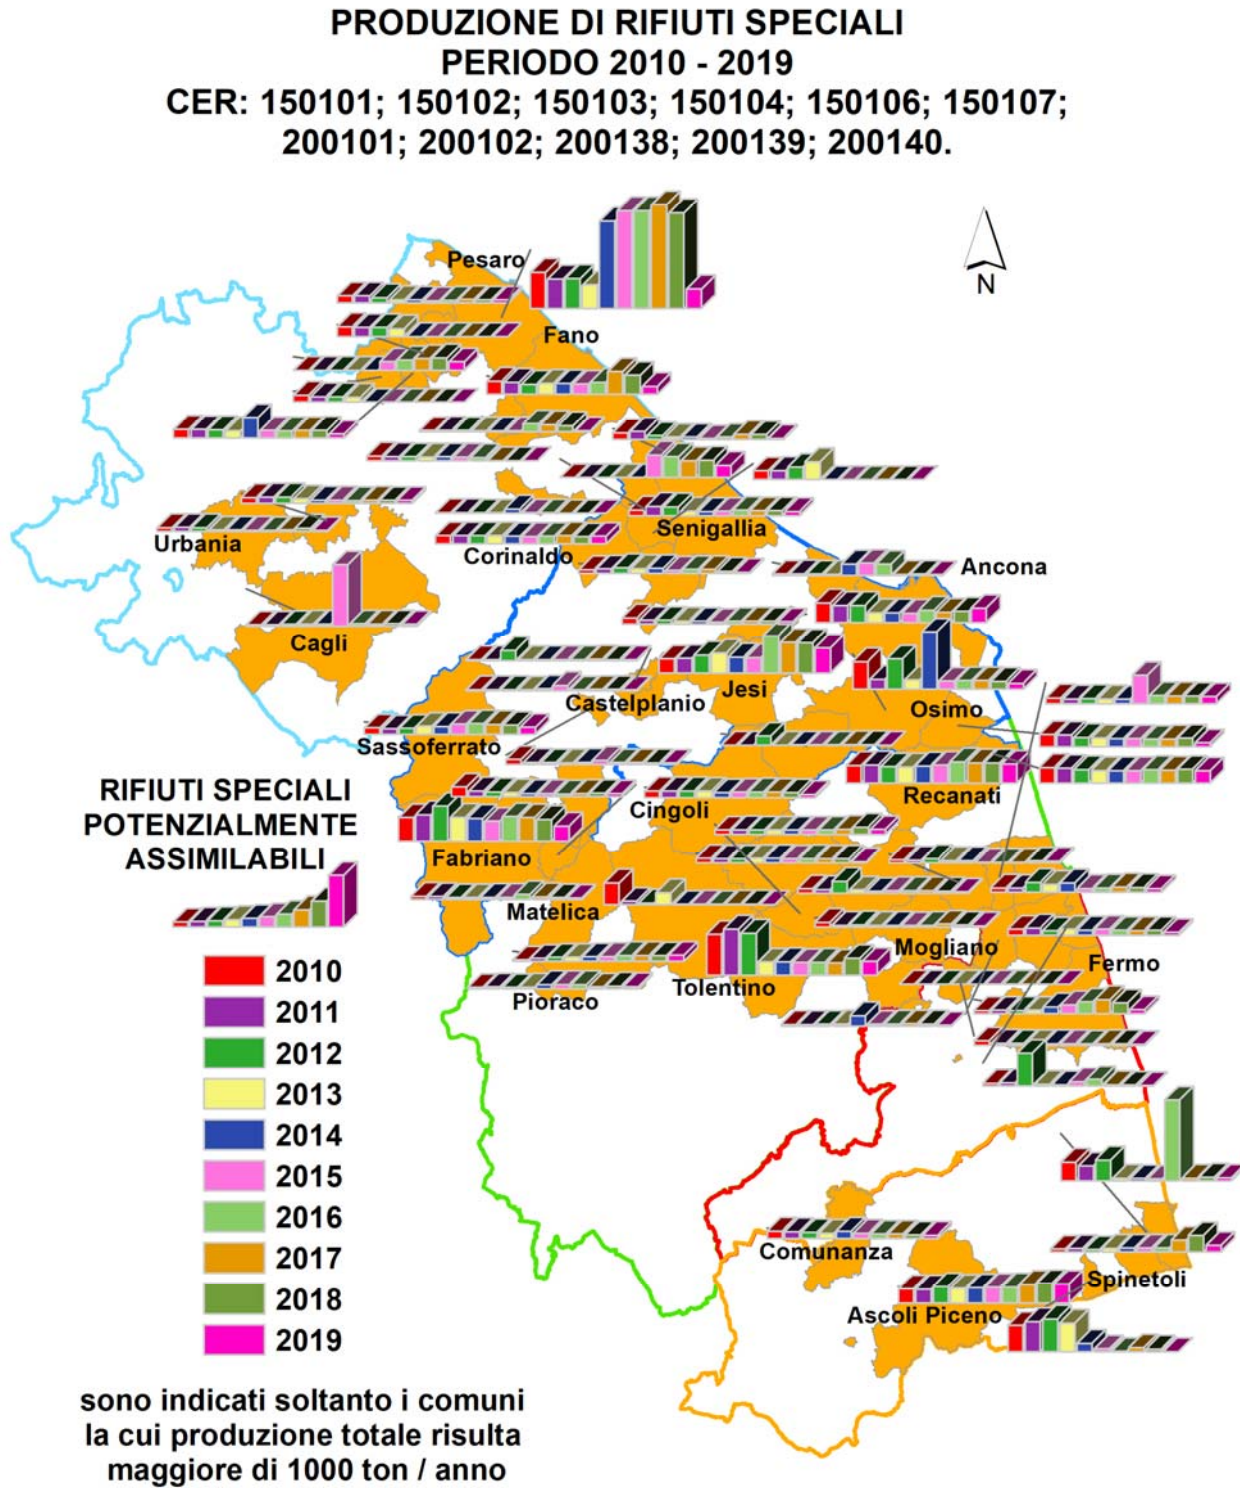 PRODUZIONE DI RIFIUTI SPECIALI
PERIODO 2010 - 2019
CER: 150101; 150102; 150103; 150104; 150106; 150107;
200101; 200102; 200138; 200139; 200140.
N
Pesaro
Fano
Senigallia
Urbania
Corinaldo
Ancona
Cagli
Jesi
Castelplanio
Osimo
Sassoferrato
Recanati
Cingoli
Fabriano
Matelica
Mogliano
Fermo
Tolentino
Pioraco
Comunanza
Spinetoli
Ascoli Piceno
RIFIUTI SPECIALI
POTENZIALMENTE
ASSIMILABILI
2010
2011
2012
2013
2014
2015
2016
2017
2018
2019
sono indicati soltanto i comuni
la cui produzione totale risulta
maggiore di 1000 ton / anno